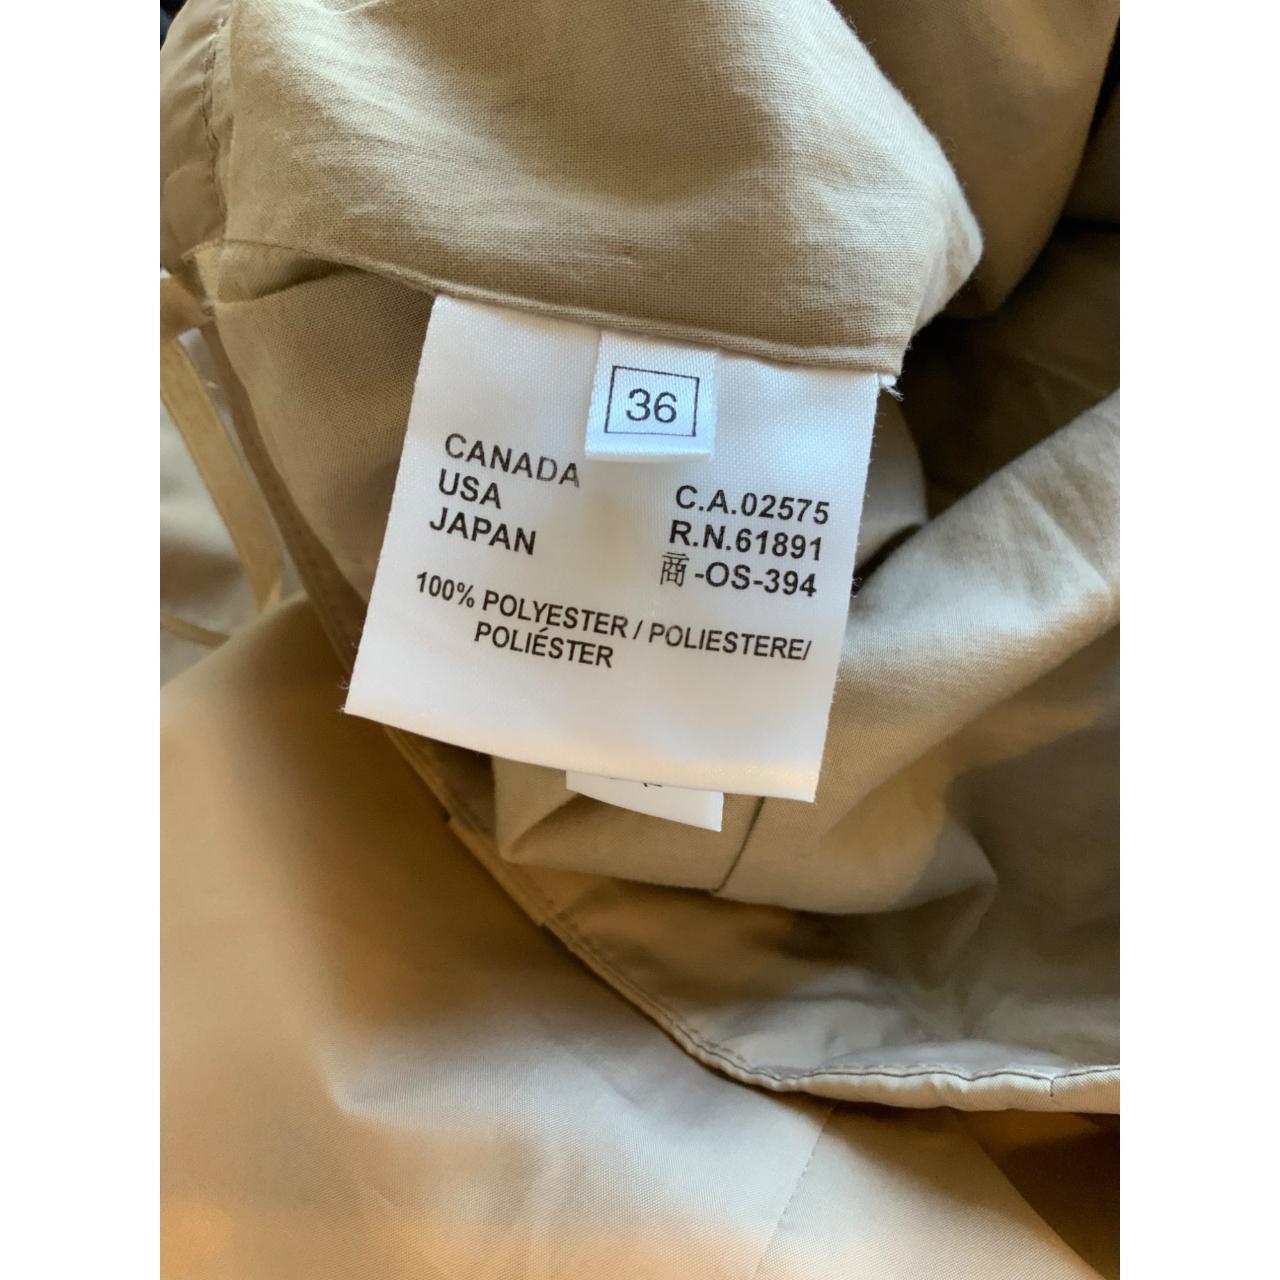 36
CANADA
USA
JAPAN
C.A.02575
R.N.61891
商-OS-394
100% POLYESTER / POLIESTERE/
POLIÉSTER